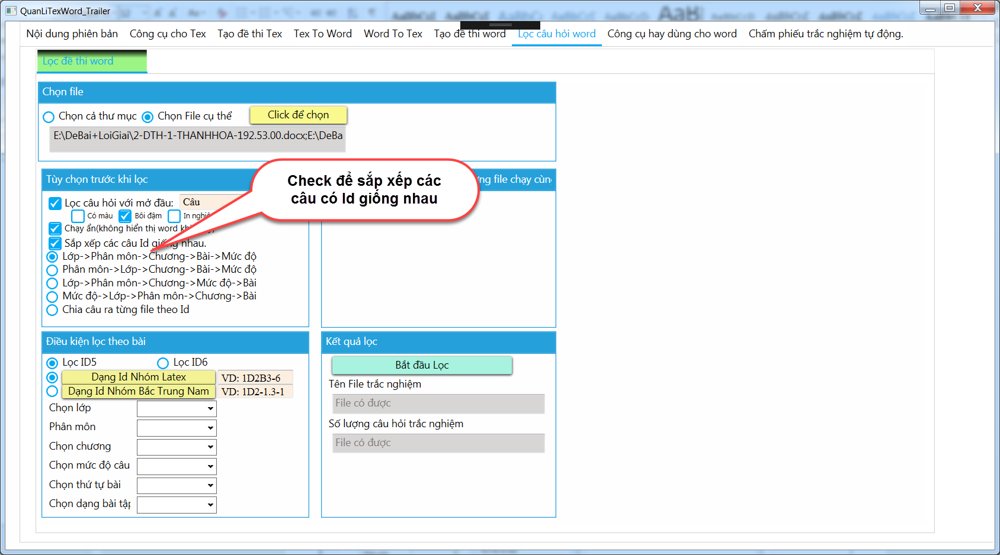 QuanLiTexWord_Trailer
Nội dung phiên bản Công cụ cho Tex Tạo đề thi Tex Tex To Word Word To Tex Tạo đề thi word Lọc câu hỏi word Công cụ hay dùng cho word Chấm phiếu trắc nghiệm tự động.
Lọc đề thi word
Chọn file
Chọn cả thư mục Chọn File cụ thể Click để chọn
E:\DeBai+LoiGiai\2-DTH-1-THANHHOA-192.53.00.docx;E:\DeBa
Check để sắp xếp các
câu có Id giống nhau
Tùy chọn trước khi lọc
file chạy cùn
Lọc câu hỏi với mở đầu: Câu
Có màu Bôi đậm In nghi
Chạy ẩn(không hiển thị word kh
Sắp xếp các câu Id giống nhau.
Lớp->Phân môn->Chương->Bài->Mức độ
Phân môn->Lớp->Chương->Bài->Mức độ
Lớp->Phân môn->Chương->Mức độ->Bài
Mức độ->Lớp->Phân môn->Chương->Bài
Chia câu ra từng file theo Id
Điều kiện lọc theo bài
Lọc ID5 Lọc ID6
Dạng Id Nhóm Latex VD: 1D2B3-6
Dạng Id Nhóm Bắc Trung Nam VD: 1D2-1.3-1
Chọn lớp
Phân môn
Chọn chương
Chọn mức độ câu
Chọn thứ tự bài
Chọn dạng bài tập
Kết quả lọc
Bắt đầu Lọc
Tên File trắc nghiệm
File có được
Số lượng câu hỏi trắc nghiệm
File có được